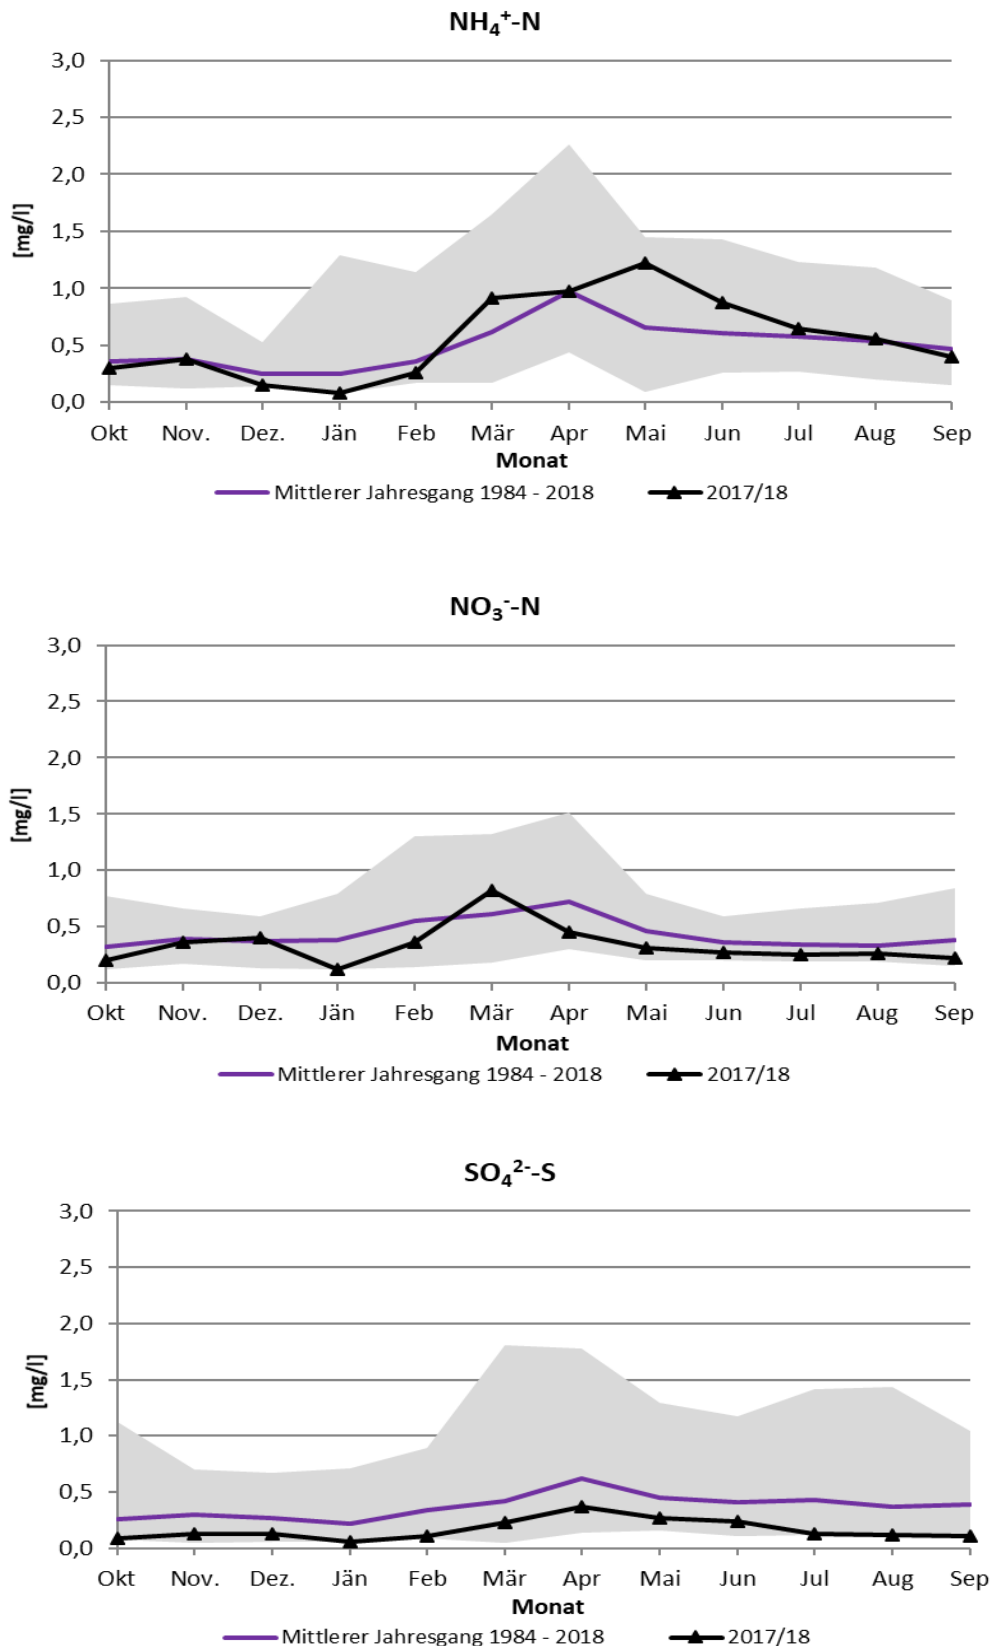 NH₄⁺-N
3,0
2,5
2,0
1,5
1,0
0,5
0,0
[mg/l]
Okt Nov. Dez. Jän Feb Mär Apr Mai Jun Jul Aug Sep
Monat
Mittlerer Jahresgang 1984 - 2018 2017/18
NO₃⁻-N
3,0
2,5
2,0
1,5
1,0
0,5
0,0
[mg/l]
Okt Nov. Dez. Jän Feb Mär Apr Mai Jun Jul Aug Sep
Monat
Mittlerer Jahresgang 1984 - 2018 2017/18
SO₄²⁻-S
3,0
2,5
2,0
1,5
1,0
0,5
0,0
[mg/l]
Okt Nov. Dez. Jän Feb Mär Apr Mai Jun Jul Aug Sep
Monat
Mittlerer Jahresgang 1984 - 2018 2017/18